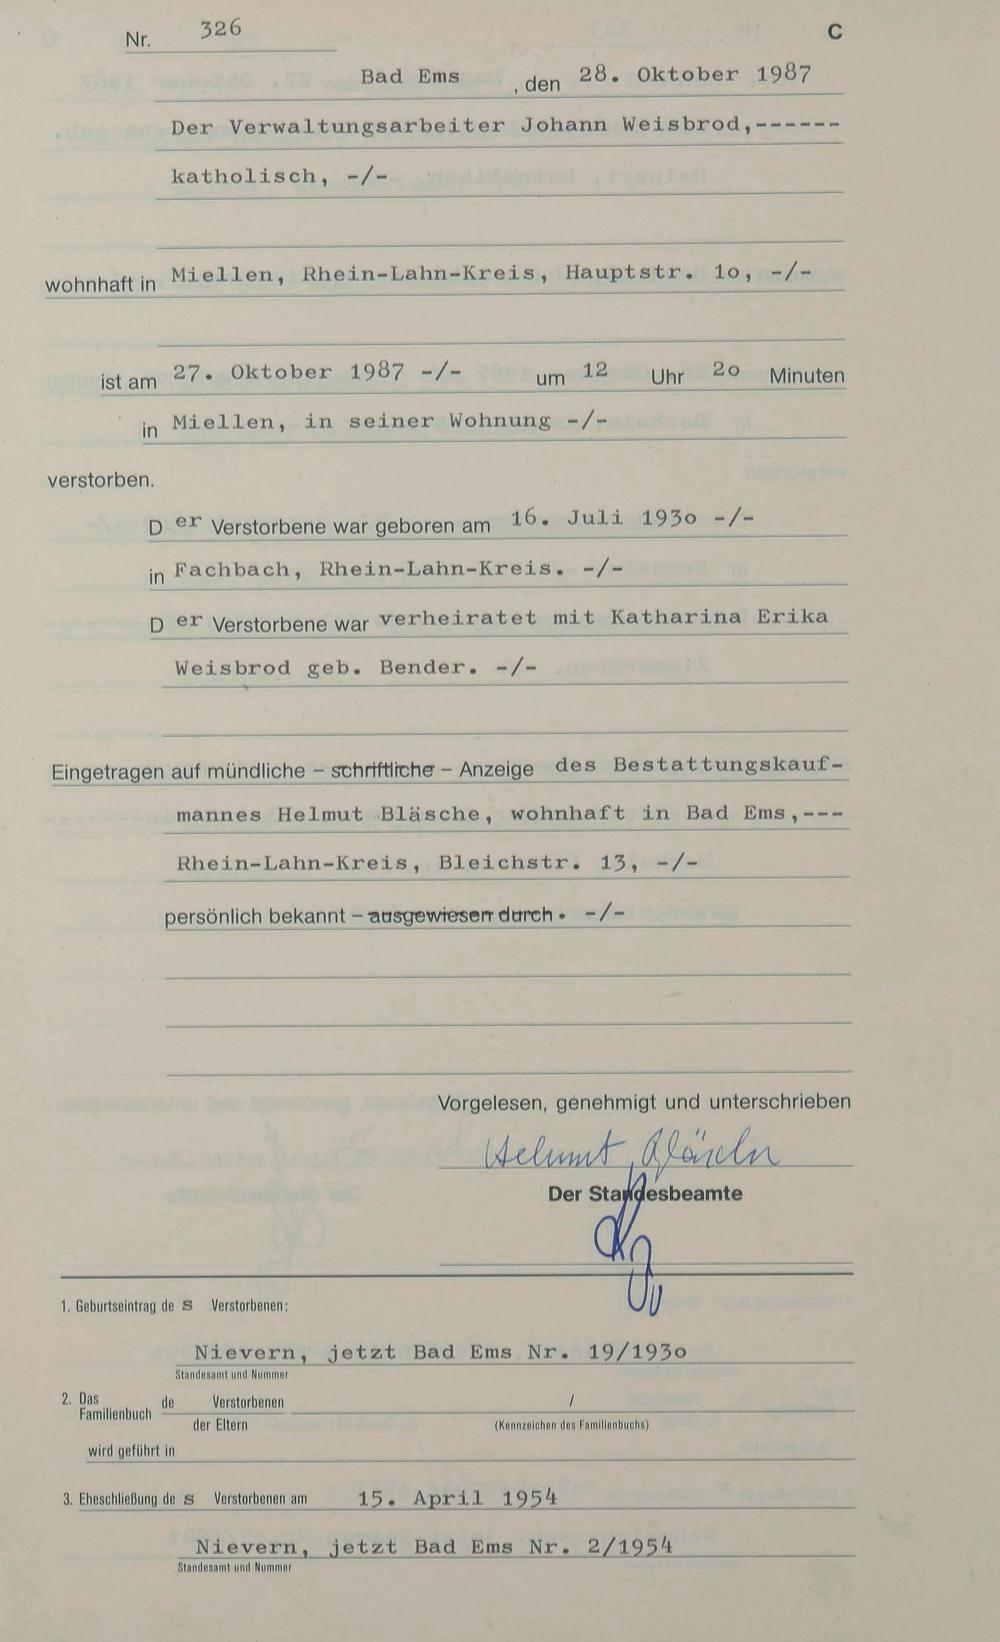 Nr. 326 C
Bad Ems , den 28. Oktober 1987
Der Verwaltungsarbeiter Johann Weisbrod,------
katholisch, -/-
wohnhaft in Miellen, Rhein-Lahn-Kreis, Hauptstr. 1o, -/-
ist am 27. Oktober 1987 -/- um 12 Uhr 2o Minuten
in Miellen, in seiner Wohnung -/-
verstorben.
D er Verstorbene war geboren am 16. Juli 193o -/-
in Fachbach, Rhein-Lahn-Kreis. -/-
D er Verstorbene war verheiratet mit Katharina Erika
Weisbrod geb. Bender. -/-
Eingetragen auf mündliche – schriftliche – Anzeige des Bestattungskauf-
mannes Helmut Bläsche, wohnhaft in Bad Ems,---
Rhein-Lahn-Kreis, Bleichstr. 13, -/-
persönlich bekannt – ausgewiesen durch . -/-
Vorgelesen, genehmigt und unterschrieben
Helmut Bläsche
Der Standesbeamte
1. Geburtseintrag de s Verstorbenen:
Nievern, jetzt Bad Ems Nr. 19/193o
Standesamt und Nummer
2. Das Familienbuch de Verstorbenen /
der Eltern (Kennzeichen des Familienbuchs)
wird geführt in
3. Eheschließung de s Verstorbenen am 15. April 1954
Nievern, jetzt Bad Ems Nr. 2/1954
Standesamt und Nummer